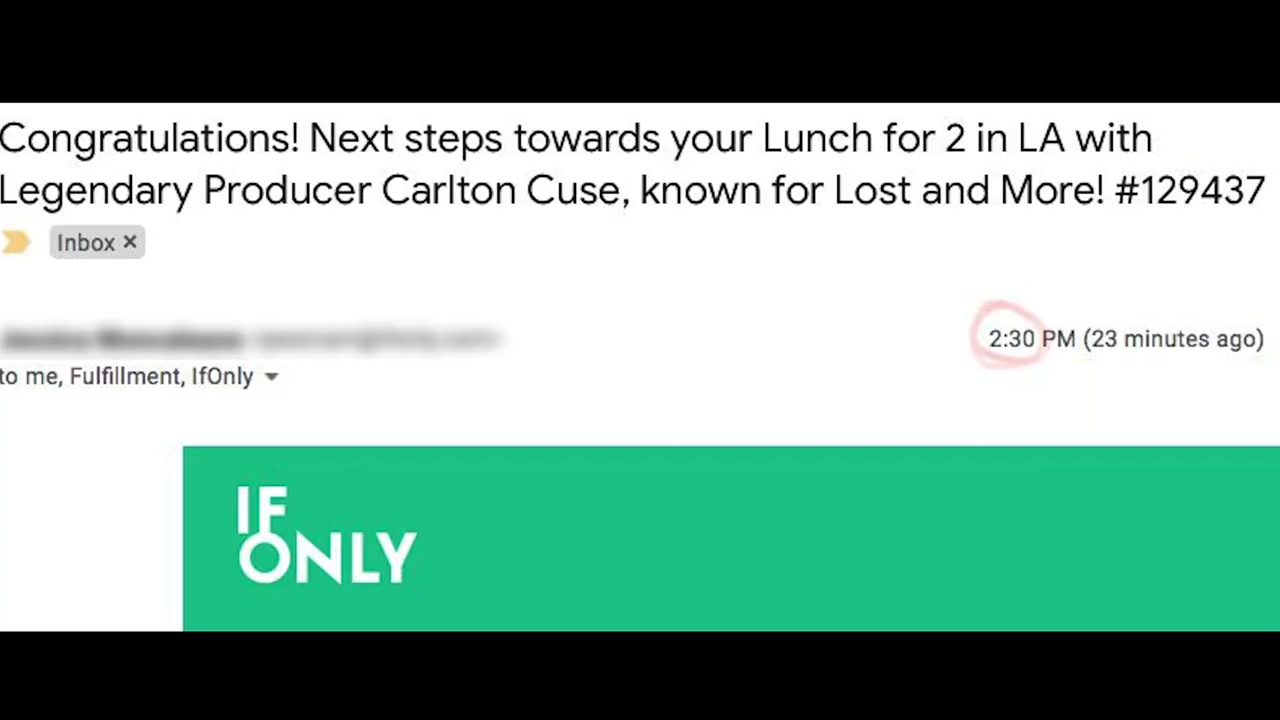 Congratulations! Next steps towards your Lunch for 2 in LA with
Legendary Producer Carlton Cuse, known for Lost and More! #129437
Inbox ×
2:30 PM (23 minutes ago)
to me, Fulfillment, IfOnly
IF
ONLY